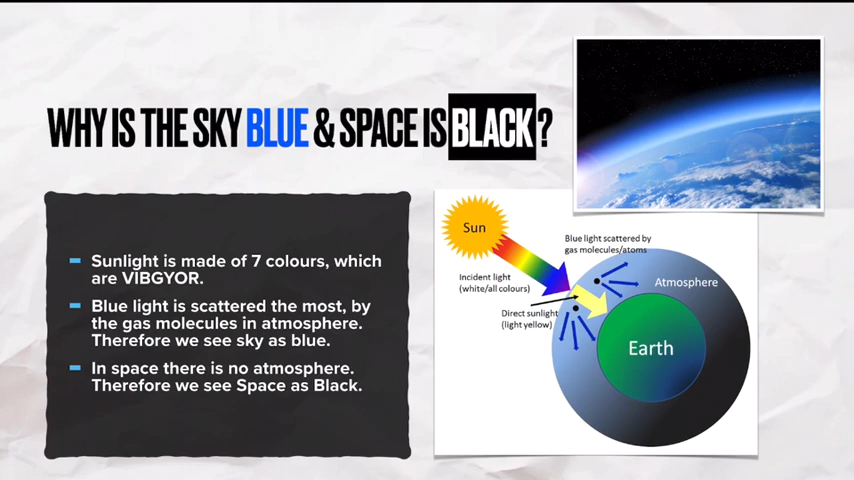 WHY IS THE SKY BLUE & SPACE IS BLACK?
Sunlight is made of 7 colours, which
are VIBGYOR.
Blue light is scattered the most, by
the gas molecules in atmosphere.
Therefore we see sky as blue.
In space there is no atmosphere.
Therefore we see Space as Black.
Sun
Blue light scattered by
gas molecules/atoms
Incident light
(white/all colours)
Atmosphere
Direct sunlight
(light yellow)
Earth